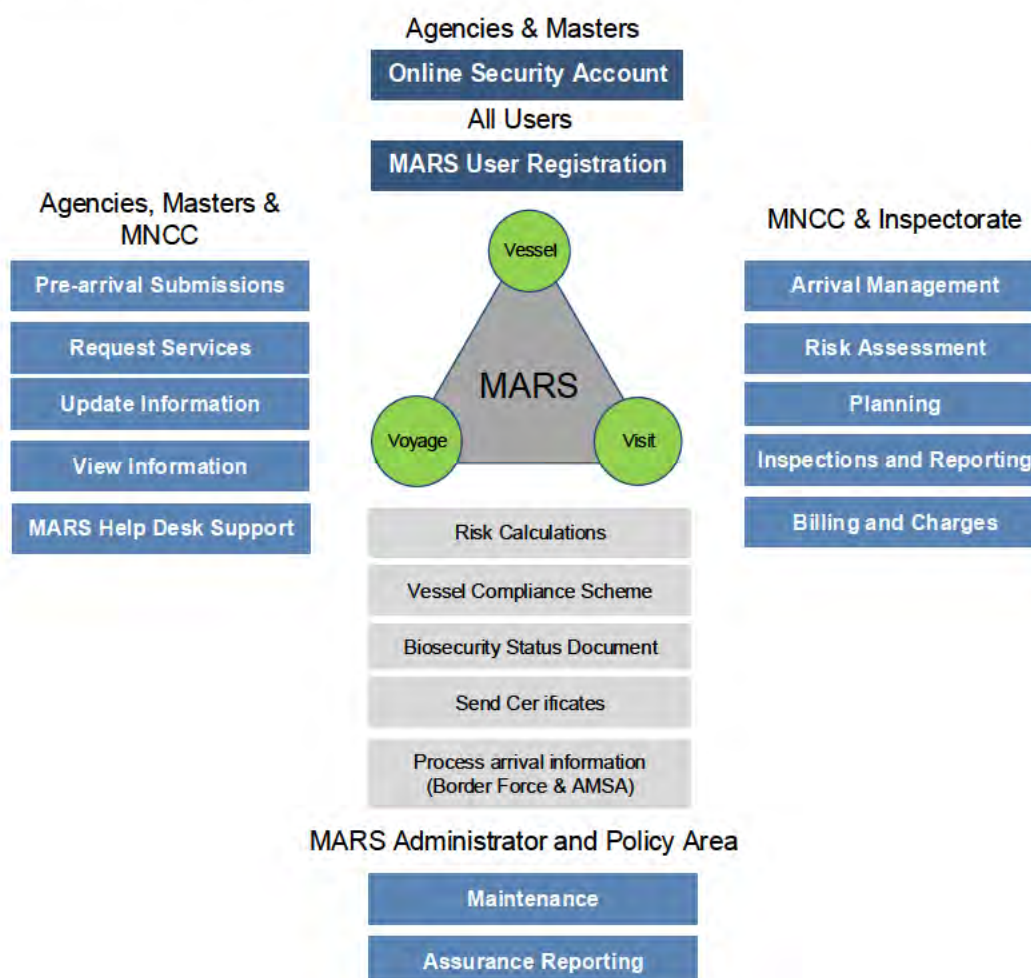 Agencies & Masters
Online Security Account
All Users
MARS User Registration
Agencies, Masters &
MNCC
Pre-arrival Submissions
Request Services
Update Information
View Information
MARS Help Desk Support
Vessel
MARS
Voyage
Visit
MNCC & Inspectorate
Arrival Management
Risk Assessment
Planning
Inspections and Reporting
Billing and Charges
Risk Calculations
Vessel Compliance Scheme
Biosecurity Status Document
Send Cer ificates
Process arrival information
(Border Force & AMSA)
MARS Administrator and Policy Area
Maintenance
Assurance Reporting